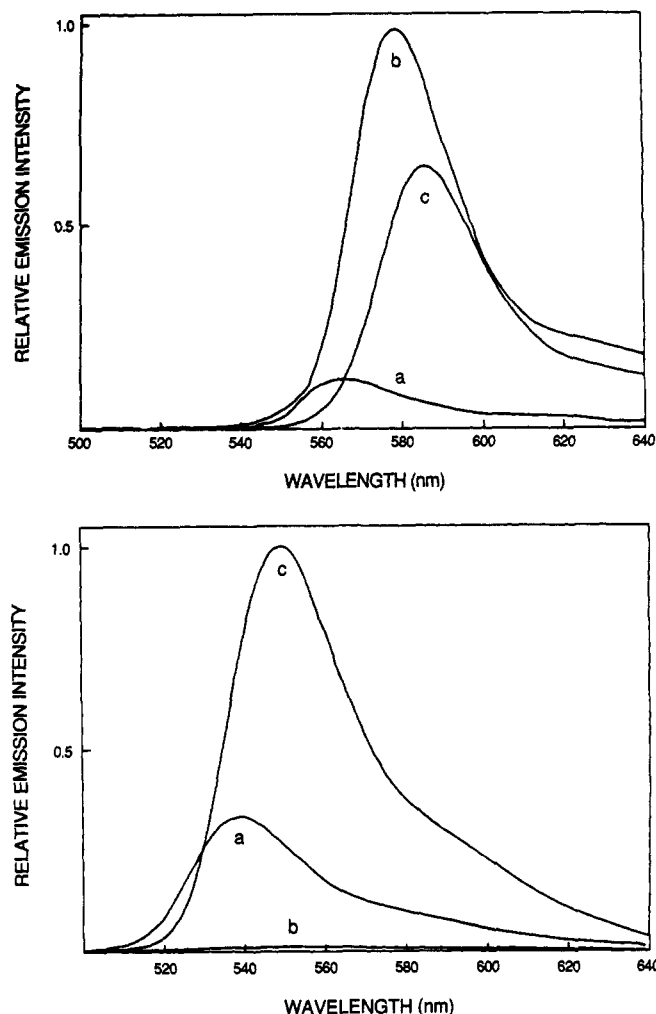 RELATIVE EMISSION INTENSITY
1.0
0.5
b
c
a
500 520 540 560 580 600 620 640
WAVELENGTH (nm)
RELATIVE EMISSION INTENSITY
1.0
0.5
c
a
b
520 540 560 580 600 620 640
WAVELENGTH (nm)